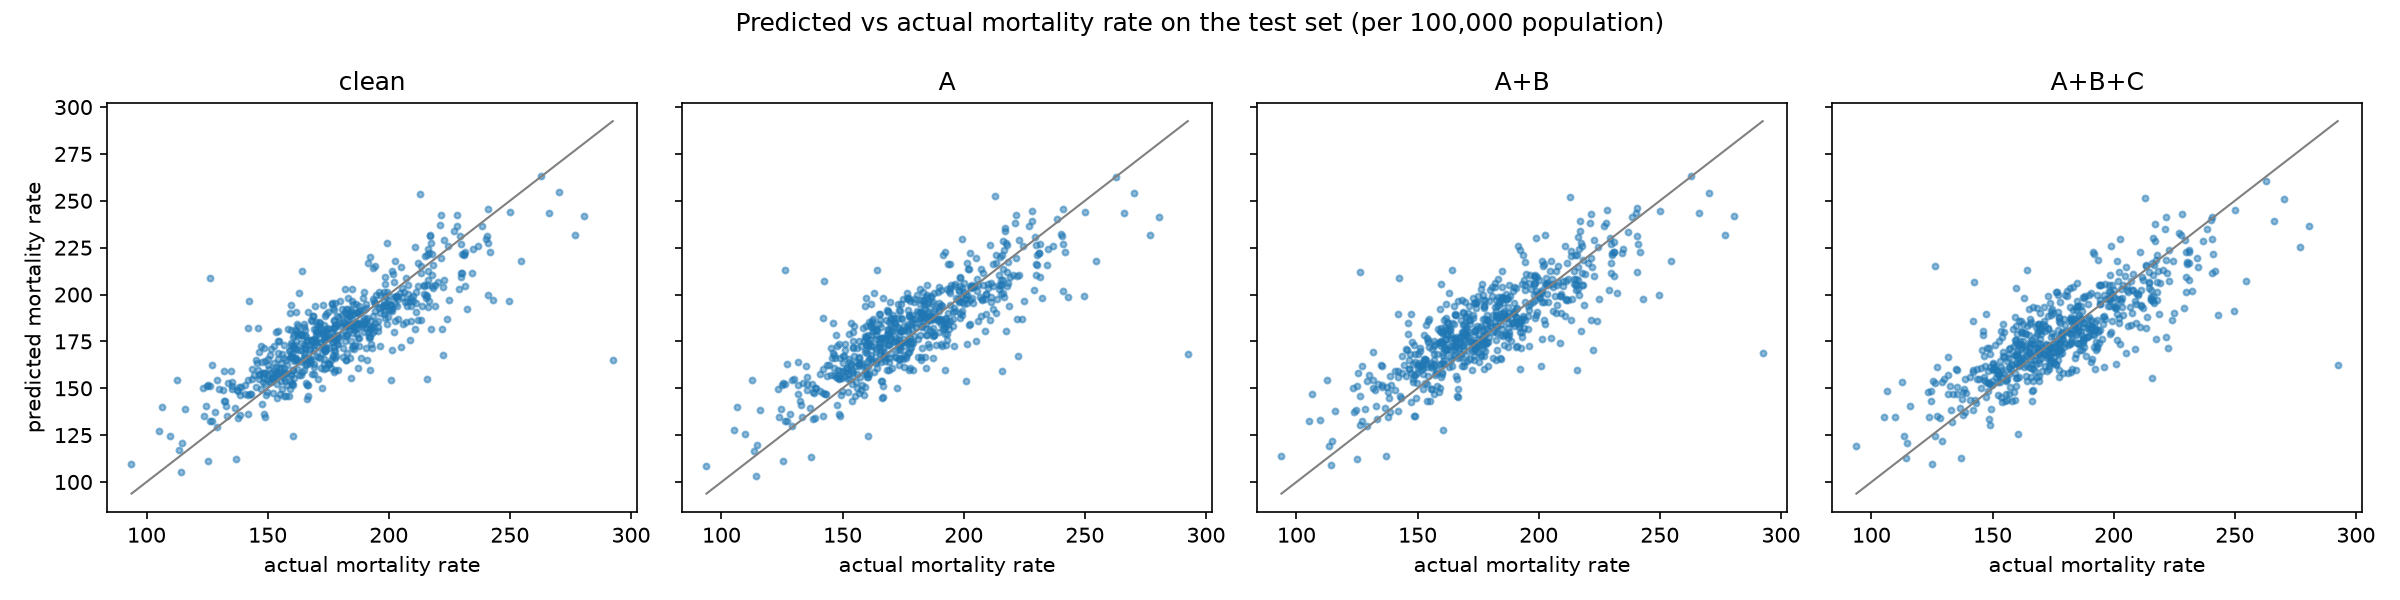 Predicted vs actual mortality rate on the test set (per 100,000 population)
clean
A
A+B
A+B+C
predicted mortality rate
300
275
250
225
200
175
150
125
100
100 150 200 250 300
100 150 200 250 300
100 150 200 250 300
100 150 200 250 300
actual mortality rate
actual mortality rate
actual mortality rate
actual mortality rate